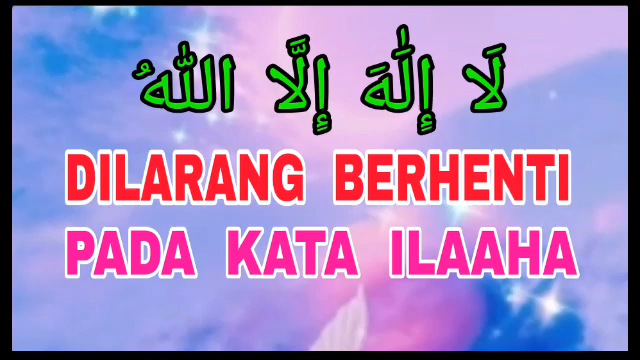 لَا إِلَٰهَ إِلَّا اللّٰهُ
DILARANG BERHENTI
PADA KATA ILAAHA